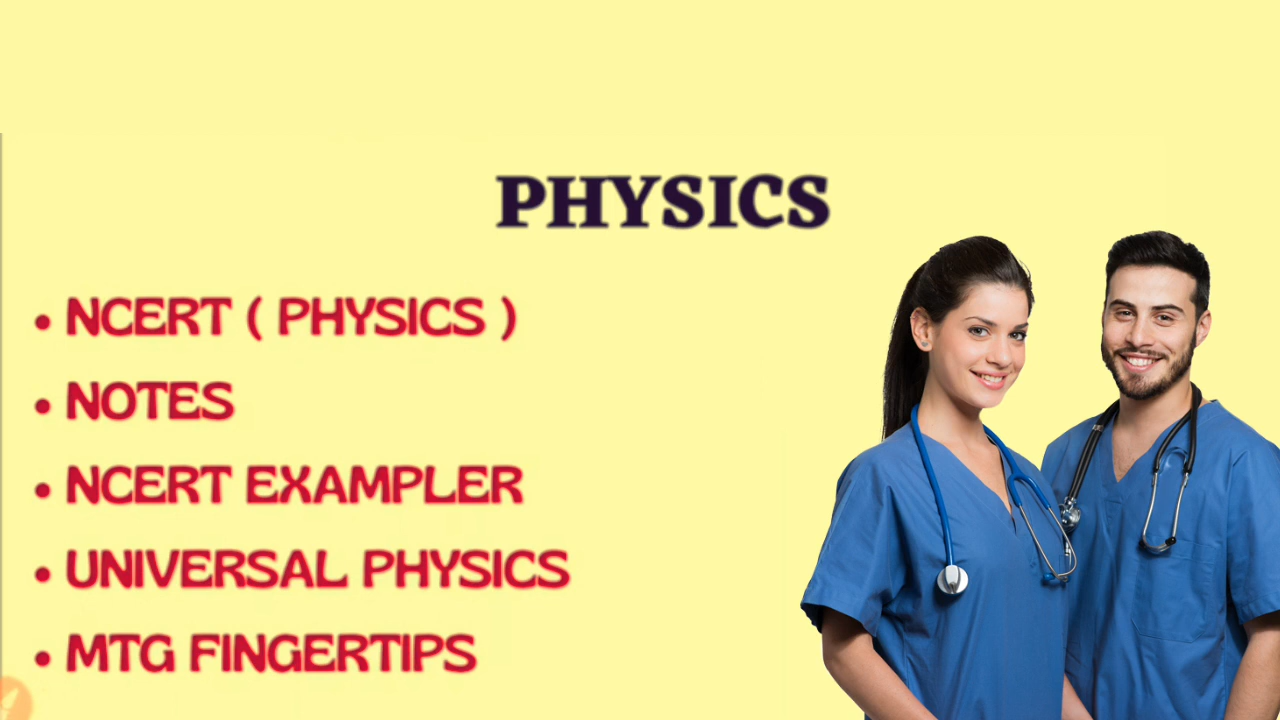 PHYSICS
• NCERT ( PHYSICS )
• NOTES
• NCERT EXAMPLER
• UNIVERSAL PHYSICS
• MTG FINGERTIPS